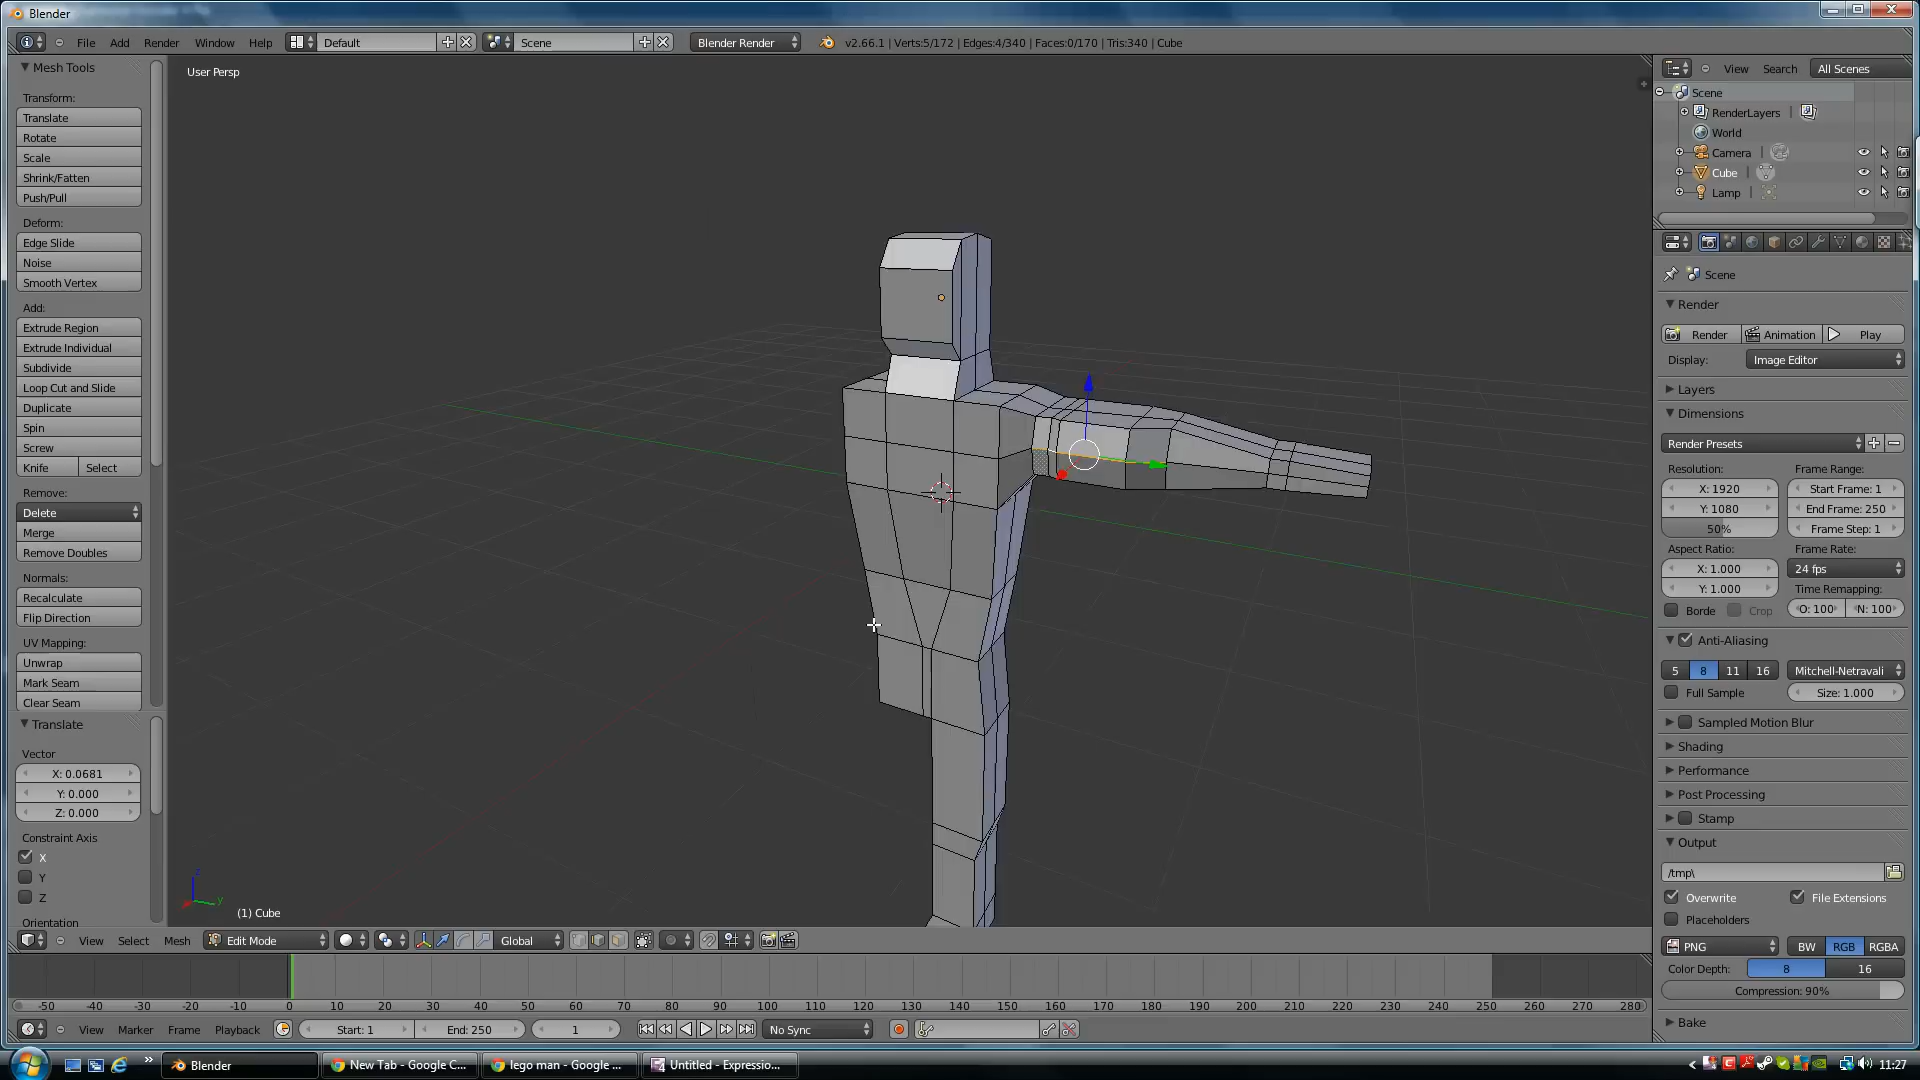 Blender
File Add Render Window Help Default Scene Blender Render v2.66.1 | Verts:5/172 | Edges:4/340 | Faces:0/170 | Tris:340 | Cube
Mesh Tools
Transform:
Translate
Rotate
Scale
Shrink/Fatten
Push/Pull
Deform:
Edge Slide
Noise
Smooth Vertex
Add:
Extrude Region
Extrude Individual
Subdivide
Loop Cut and Slide
Duplicate
Spin
Screw
Knife Select
Remove:
Delete
Merge
Remove Doubles
Normals:
Recalculate
Flip Direction
UV Mapping:
Unwrap
Mark Seam
Clear Seam
Translate
Vector
X: 0.0681
Y: 0.000
Z: 0.000
Constraint Axis
X
Y
Z
Orientation
User Persp
z
y
(1) Cube
View Select Mesh Edit Mode Global
-50 -40 -30 -20 -10 0 10 20 30 40 50 60 70 80 90 100 110 120 130 140 150 160 170 180 190 200 210 220 230 240 250 260 270 280
View Marker Frame Playback Start: 1 End: 250 1 No Sync
View Search All Scenes
Scene
RenderLayers |
World
Camera |
Cube |
Lamp |
Scene
Render
Render Animation Play
Display: Image Editor
Layers
Dimensions
Render Presets
Resolution: Frame Range:
X: 1920 Start Frame: 1
Y: 1080 End Frame: 250
50% Frame Step: 1
Aspect Ratio: Frame Rate:
X: 1.000 24 fps
Y: 1.000 Time Remapping:
Borde Crop O: 100 N: 100
Anti-Aliasing
5 8 11 16 Mitchell-Netravali
Full Sample Size: 1.000
Sampled Motion Blur
Shading
Performance
Post Processing
Stamp
Output
/tmp\
Overwrite File Extensions
Placeholders
PNG BW RGB RGBA
Color Depth: 8 16
Compression: 90%
Bake
» Blender New Tab - Google C... lego man - Google ... Untitled - Expressio... 11:27